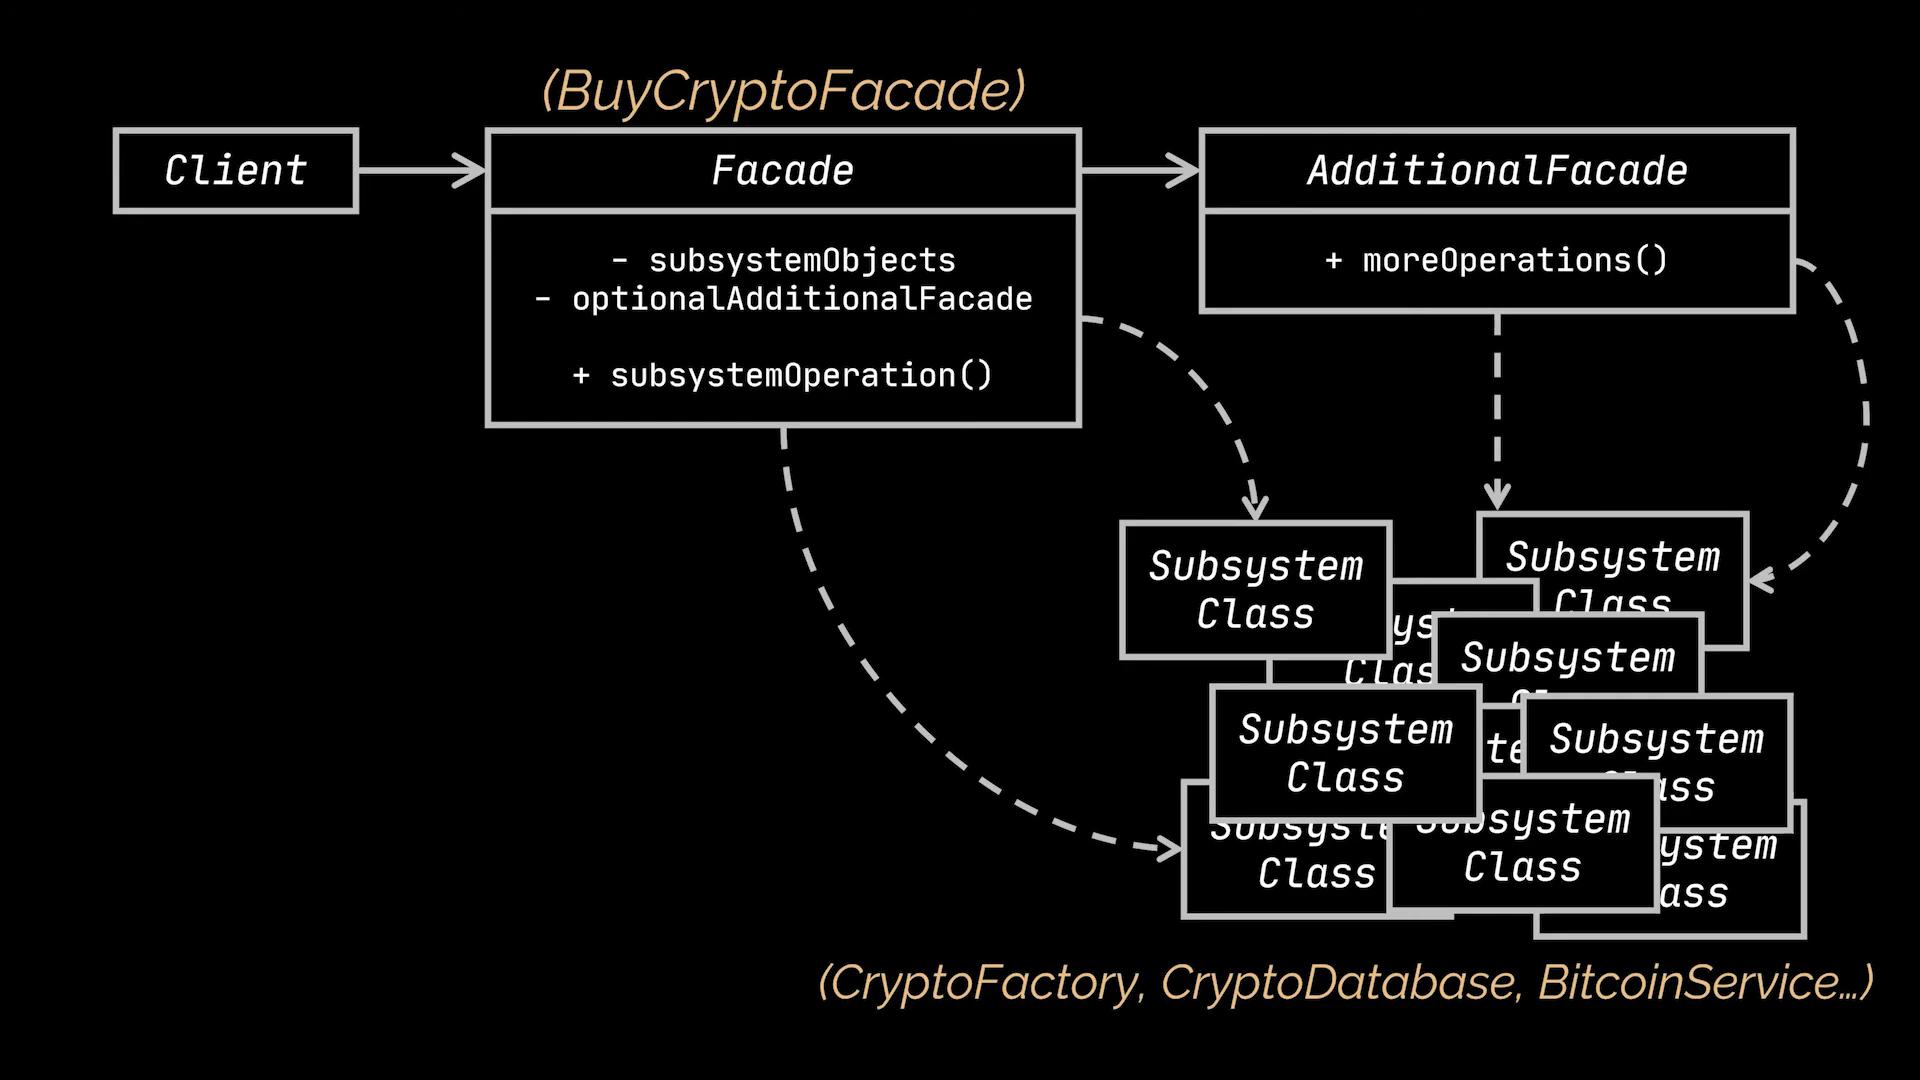 (BuyCryptoFacade)
Client
Facade
AdditionalFacade
- subsystemObjects
- optionalAdditionalFacade
+ subsystemOperation()
+ moreOperations()
Subsystem
Class
Subsystem
Class
Subsystem
Subsystem
Class
Subsystem
Class
Subsystem
Class
(CryptoFactory, CryptoDatabase, BitcoinService...)